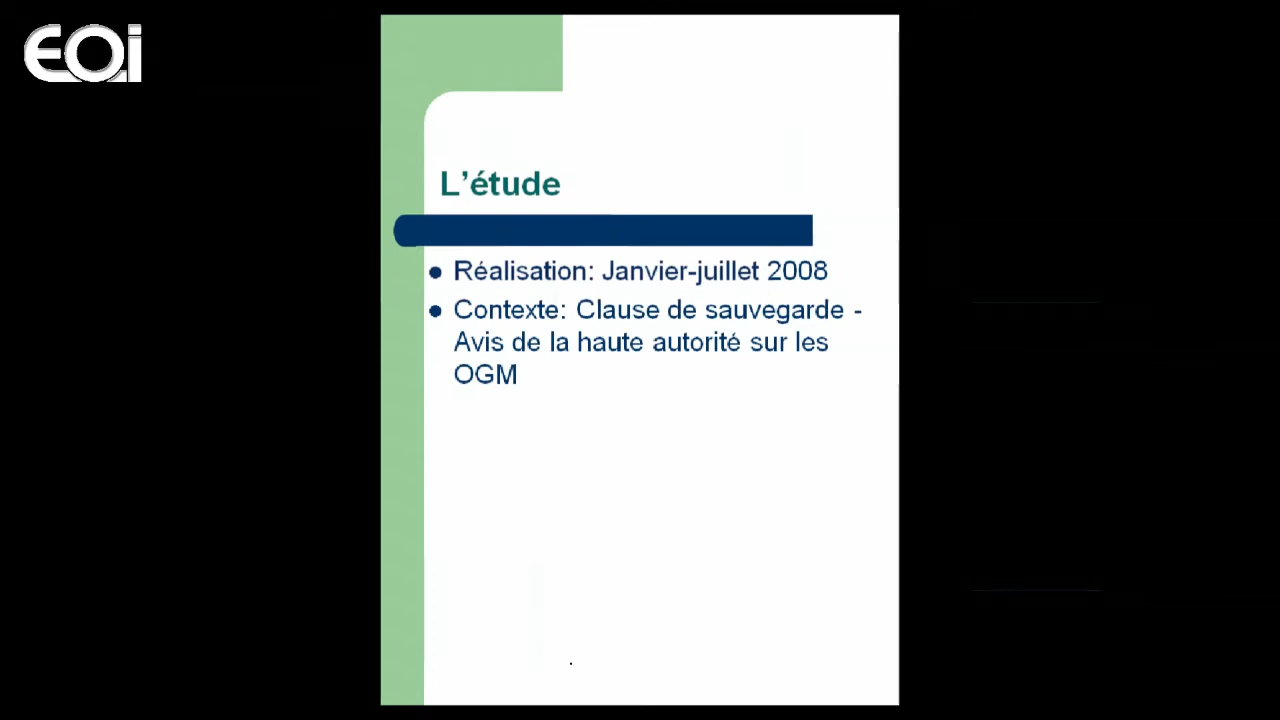 EOi
L'étude
Réalisation: Janvier-juillet 2008
Contexte: Clause de sauvegarde -
Avis de la haute autorité sur les
OGM